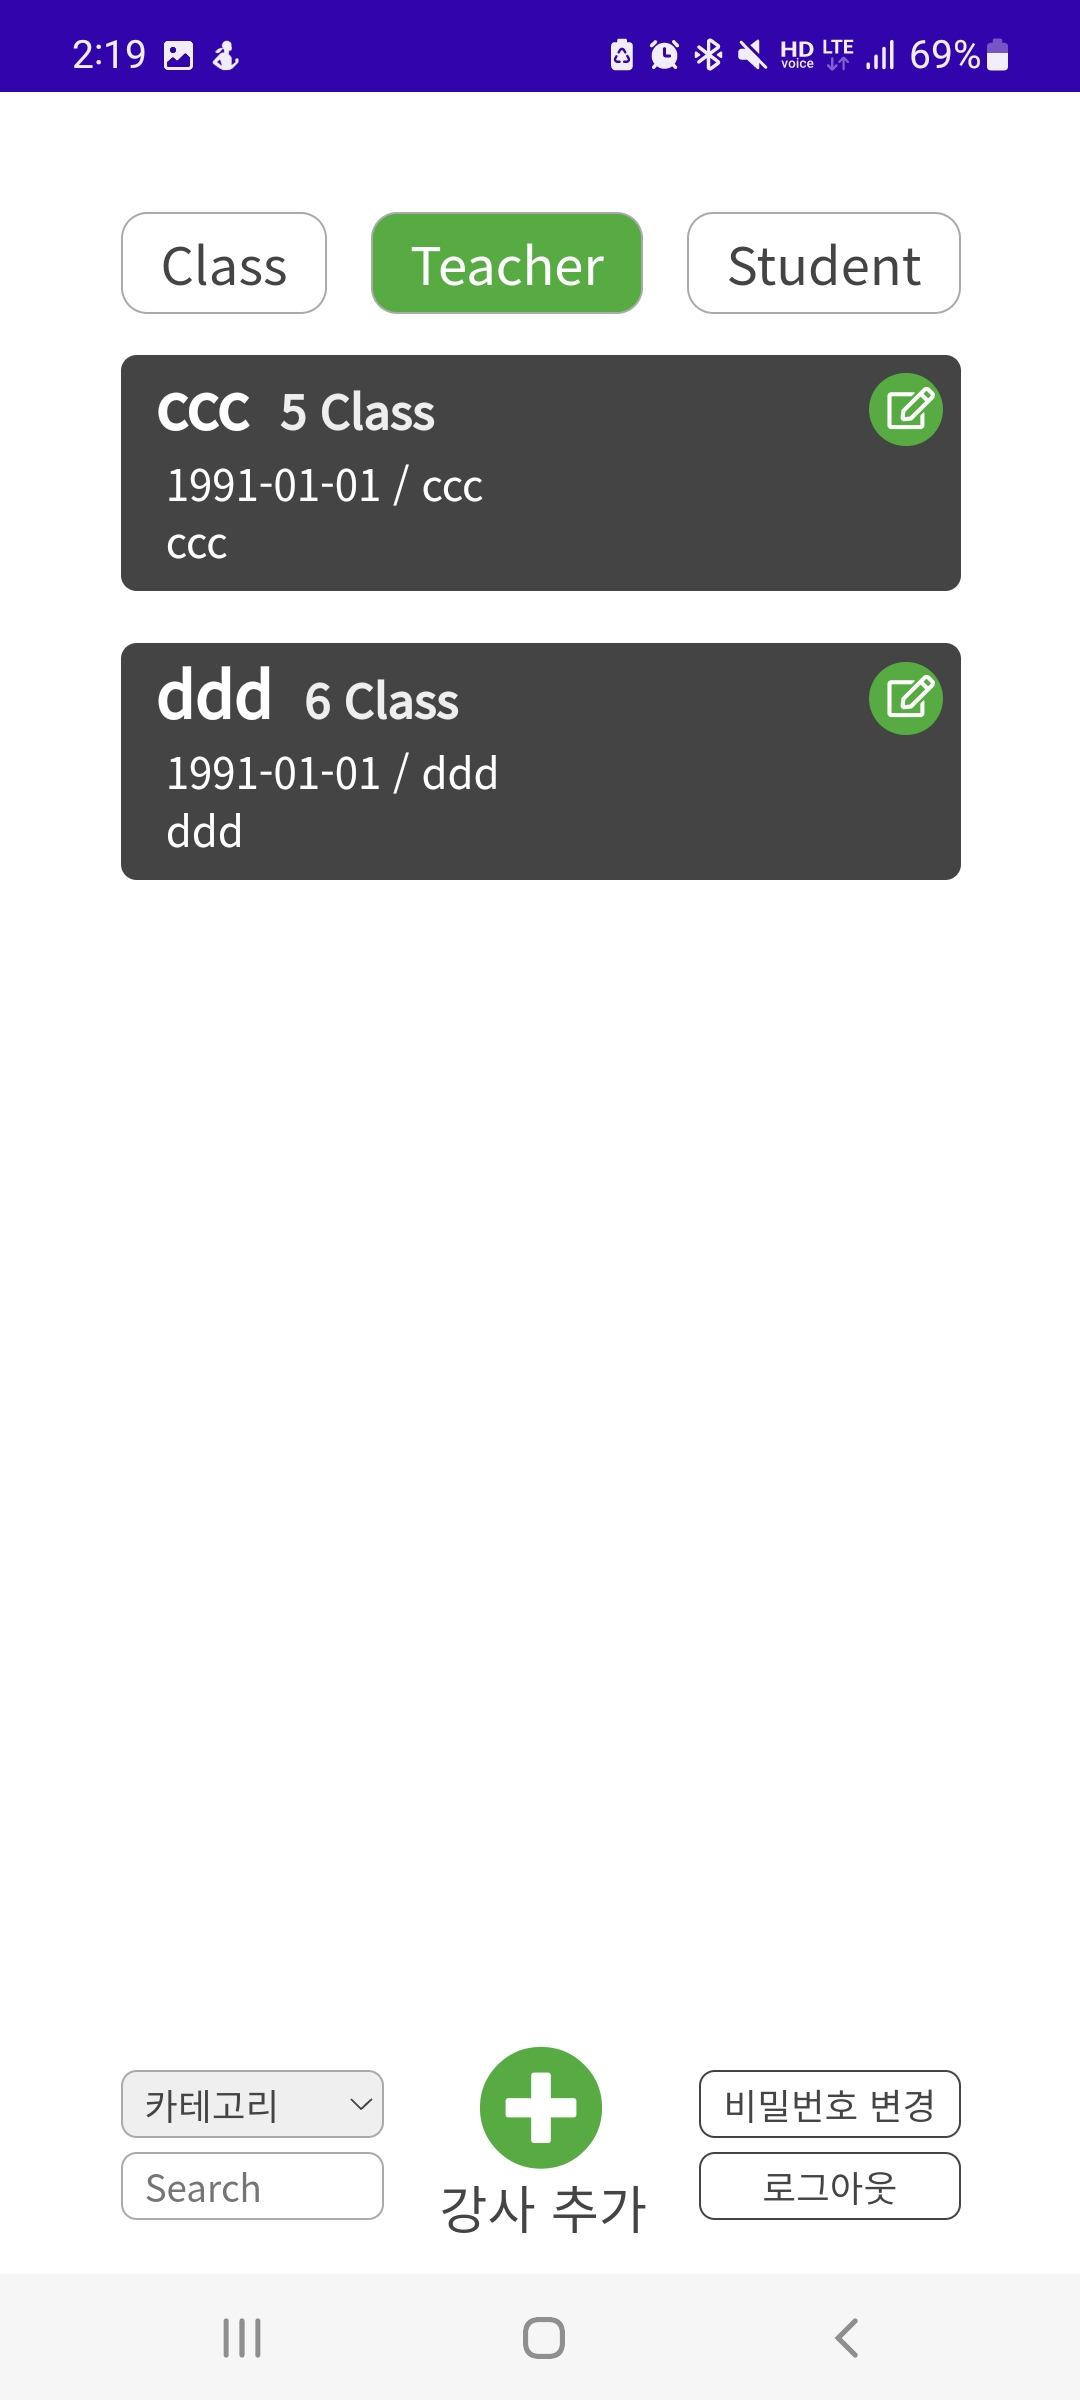 2:19 HD voice LTE 69%
Class Teacher Student
ccc 5 Class
1991-01-01 / ccc
ccc
ddd 6 Class
1991-01-01 / ddd
ddd
카테고리
Search
강사 추가
비밀번호 변경
로그아웃